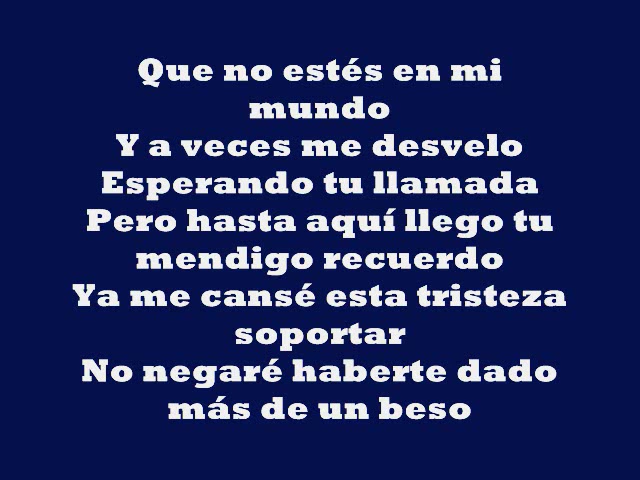 Que no estés en mi
mundo
Y a veces me desvelo
Esperando tu llamada
Pero hasta aquí llego tu
mendigo recuerdo
Ya me cansé esta tristeza
soportar
No negaré haberte dado
más de un beso